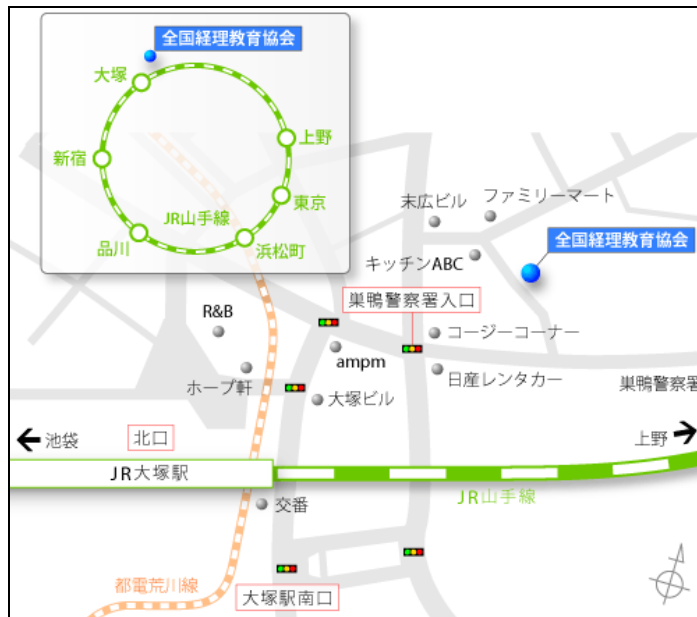 全国経理教育協会
大塚
上野
新宿
東京
JR山手線
品川
浜松町
末広ビル
ファミリーマート
全国経理教育協会
キッチンABC
巣鴨警察署入口
R&B
コージーコーナー
ampm
ホープ軒
日産レンタカー
巣鴨警察署
大塚ビル
池袋
北口
上野
JR大塚駅
JR山手線
交番
都電荒川線
大塚駅南口